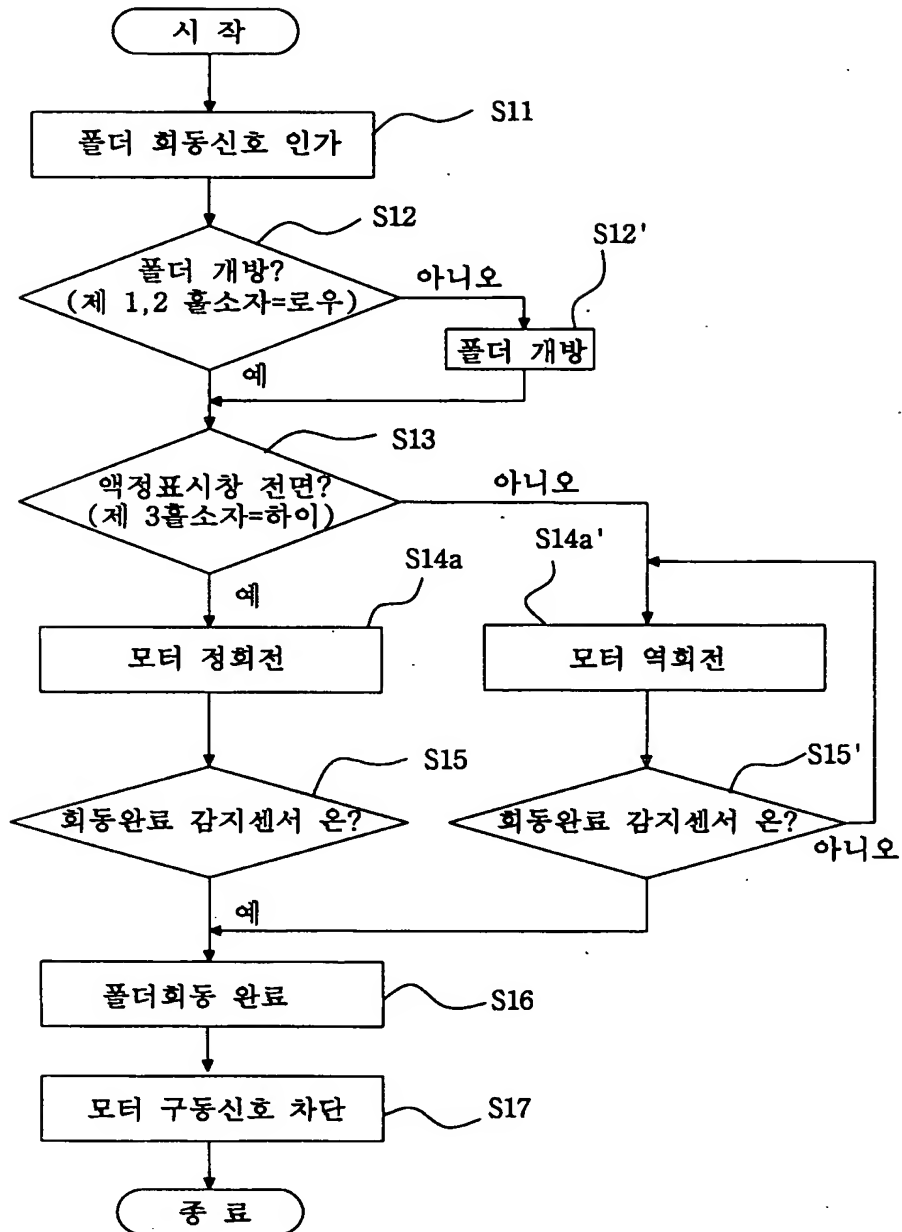 시 작
폴더 회동신호 인가
S11
S12
폴더 개방?
(제 1,2 홀소자=로우)
아니오
S12'
폴더 개방
예
S13
액정표시창 전면?
(제 3홀소자=하이)
아니오
예
S14a
S14a'
모터 정회전
모터 역회전
S15
S15'
회동완료 감지센서 온?
회동완료 감지센서 온?
아니오
예
폴더회동 완료
S16
모터 구동신호 차단
S17
종 료